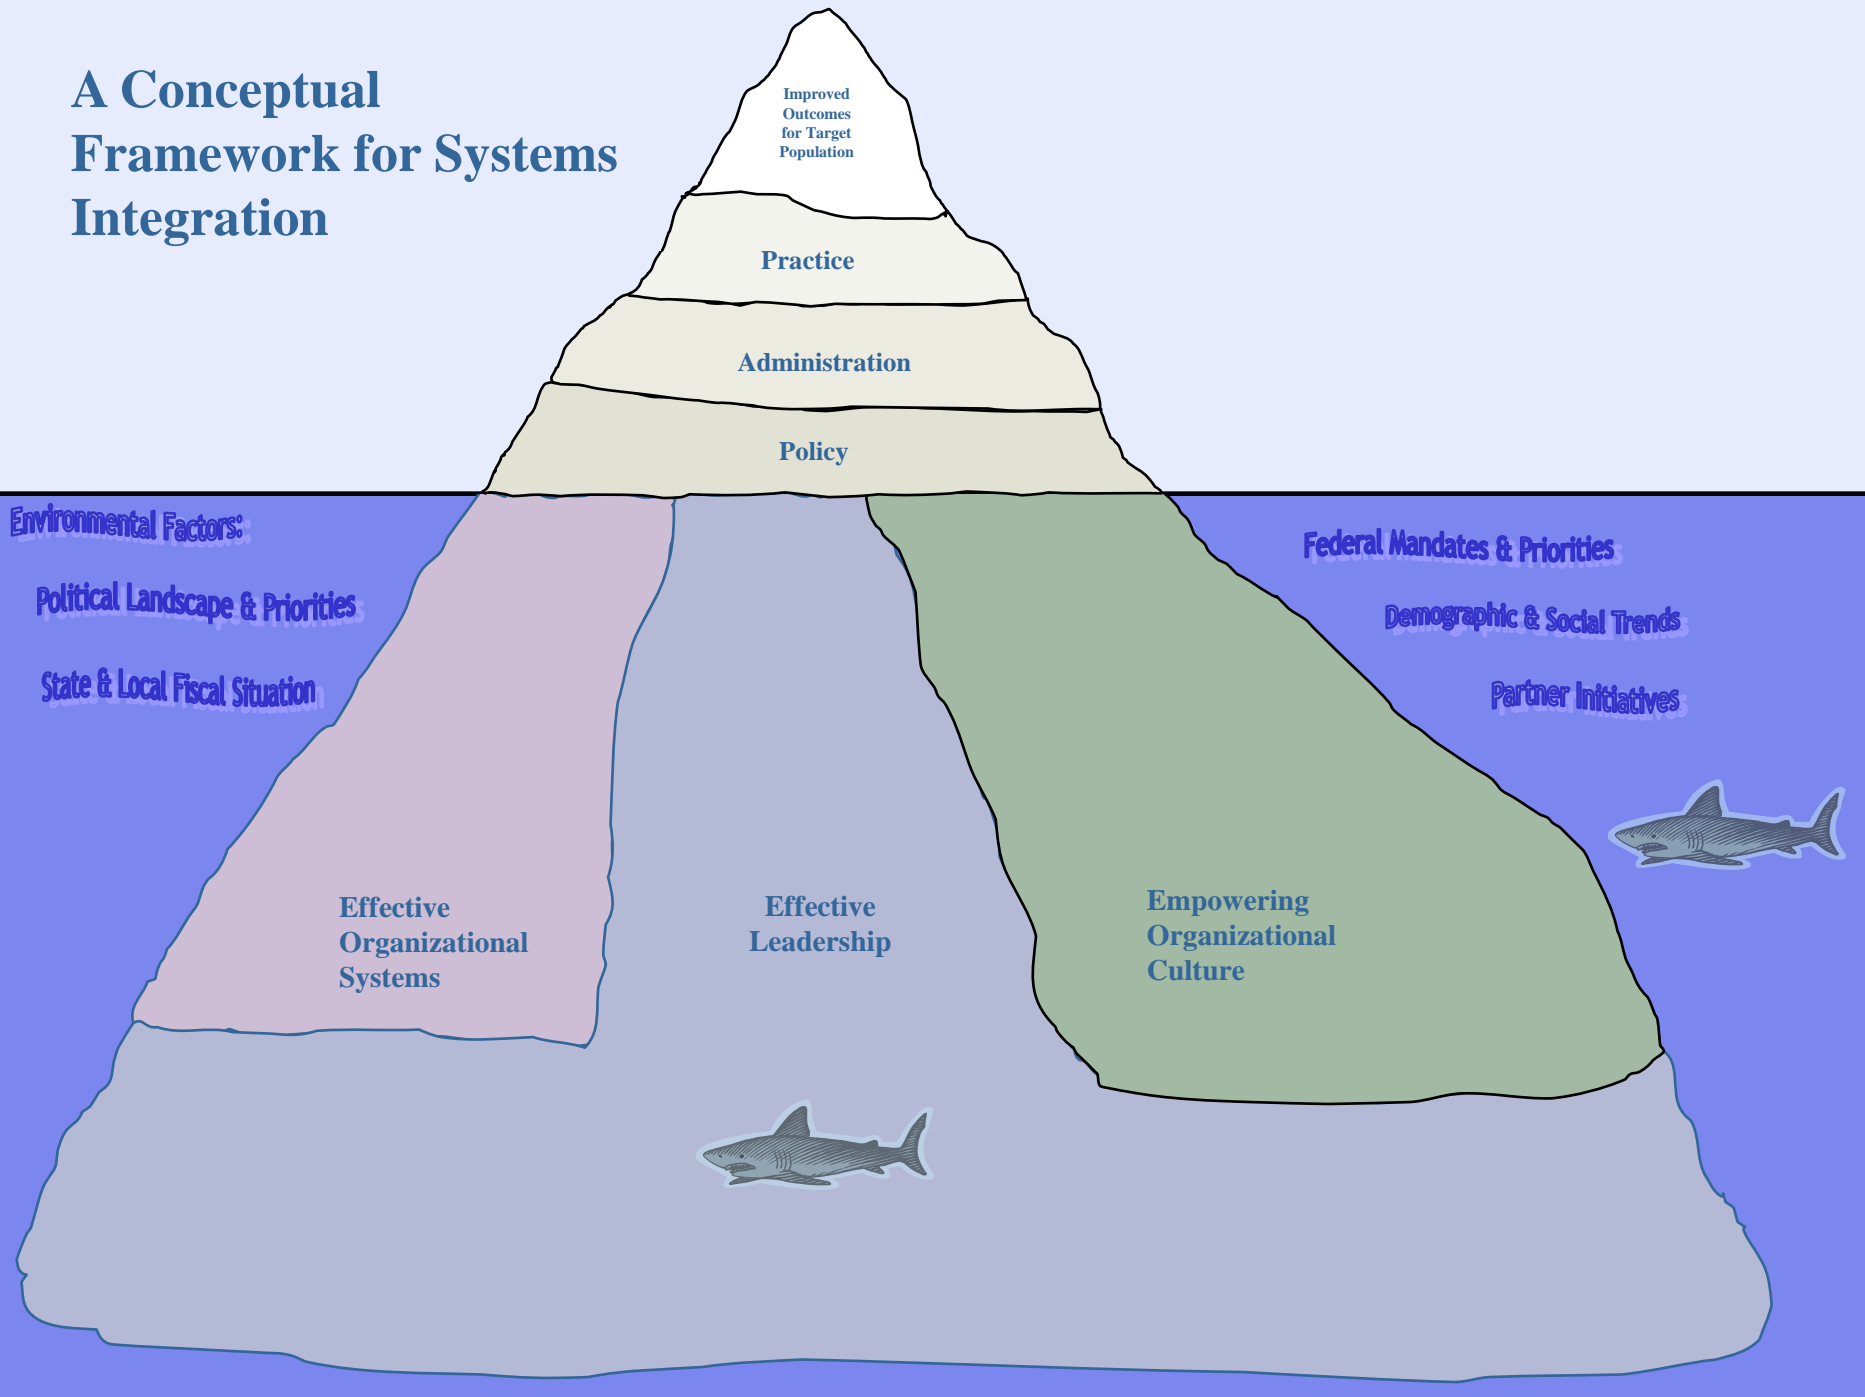 A Conceptual
Framework for Systems
Integration
Improved
Outcomes
for Target
Population
Practice
Administration
Policy
Environmental Factors:
Political Landscape & Priorities
State & Local Fiscal Situation
Federal Mandates & Priorities
Demographic & Social Trends
Partner Initiatives
Effective
Organizational
Systems
Effective
Leadership
Empowering
Organizational
Culture